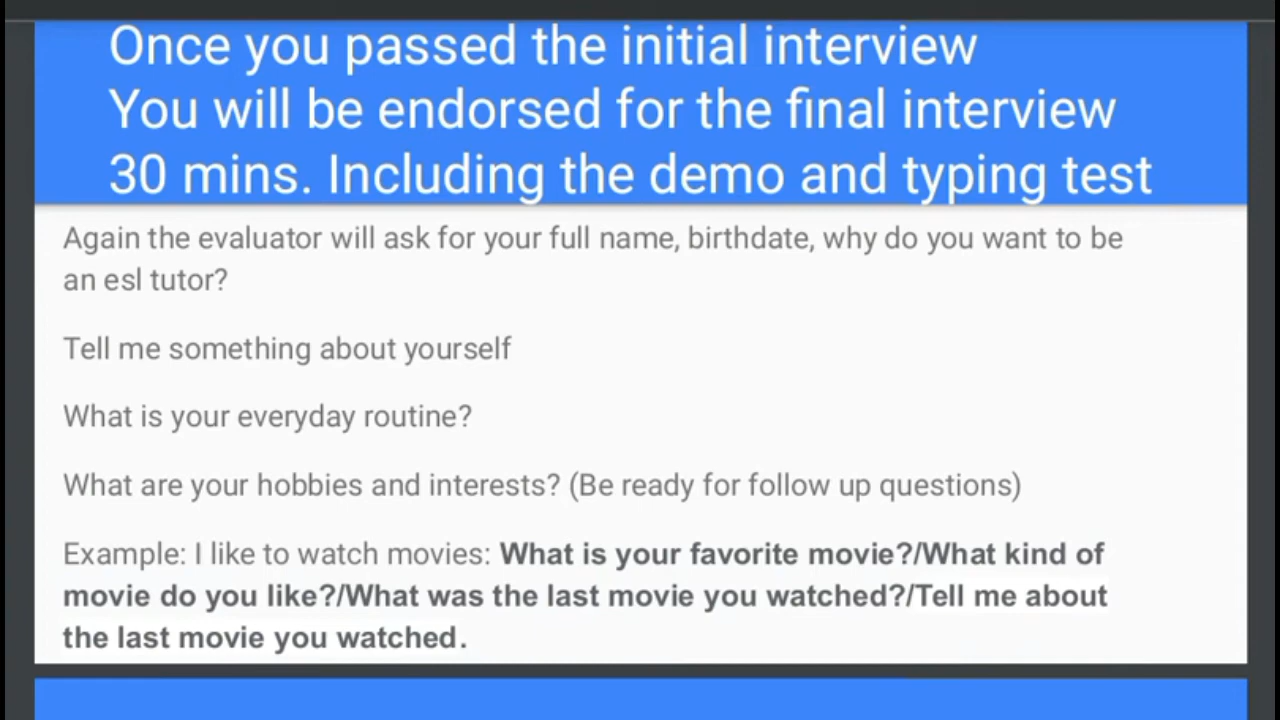 Once you passed the initial interview
You will be endorsed for the final interview
30 mins. Including the demo and typing test
Again the evaluator will ask for your full name, birthdate, why do you want to be
an esl tutor?
Tell me something about yourself
What is your everyday routine?
What are your hobbies and interests? (Be ready for follow up questions)
Example: I like to watch movies: What is your favorite movie?/What kind of
movie do you like?/What was the last movie you watched?/Tell me about
the last movie you watched.